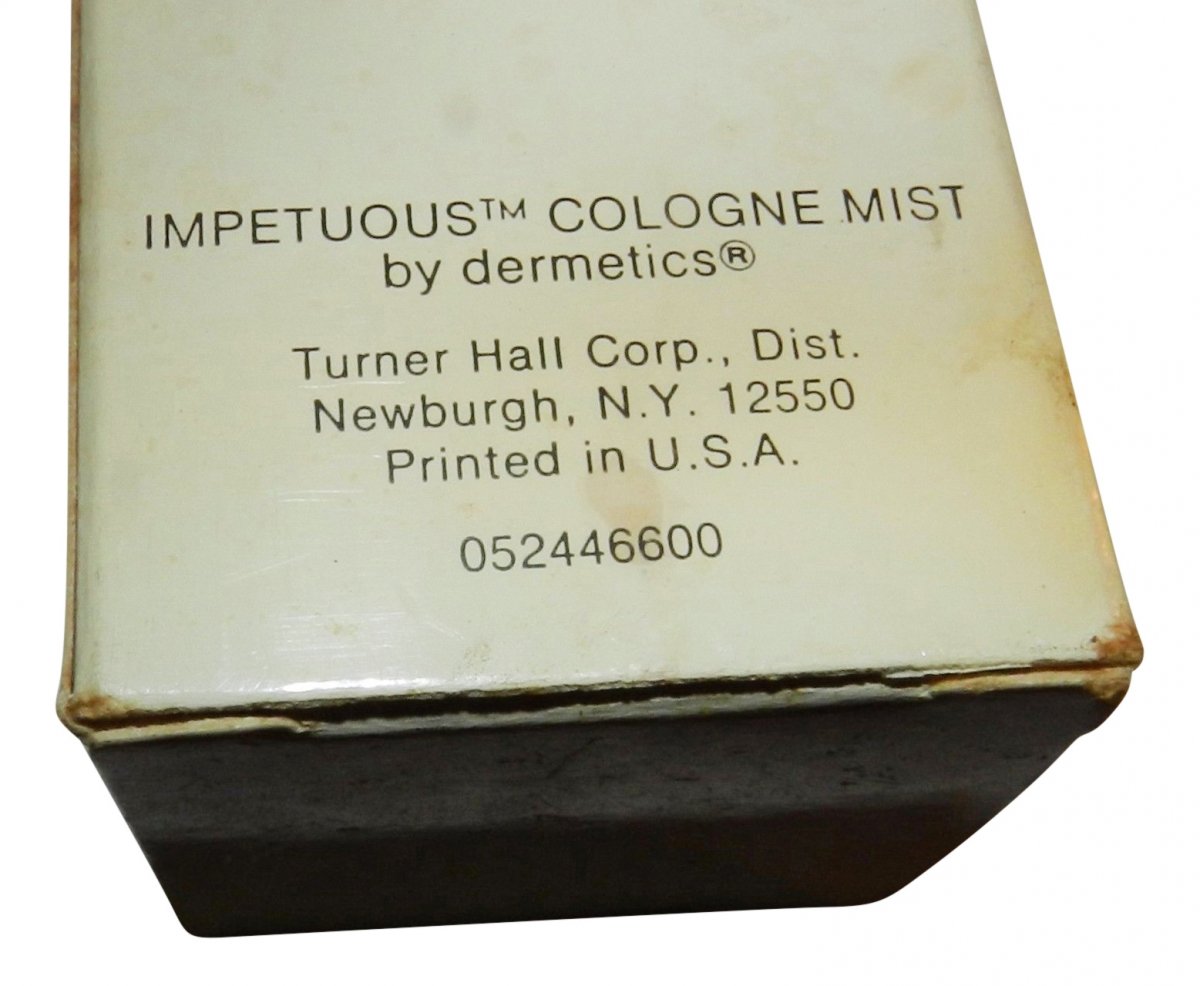 IMPETUOUS™ COLOGNE MIST
by dermetics®
Turner Hall Corp., Dist.
Newburgh, N.Y. 12550
Printed in U.S.A.
052446600